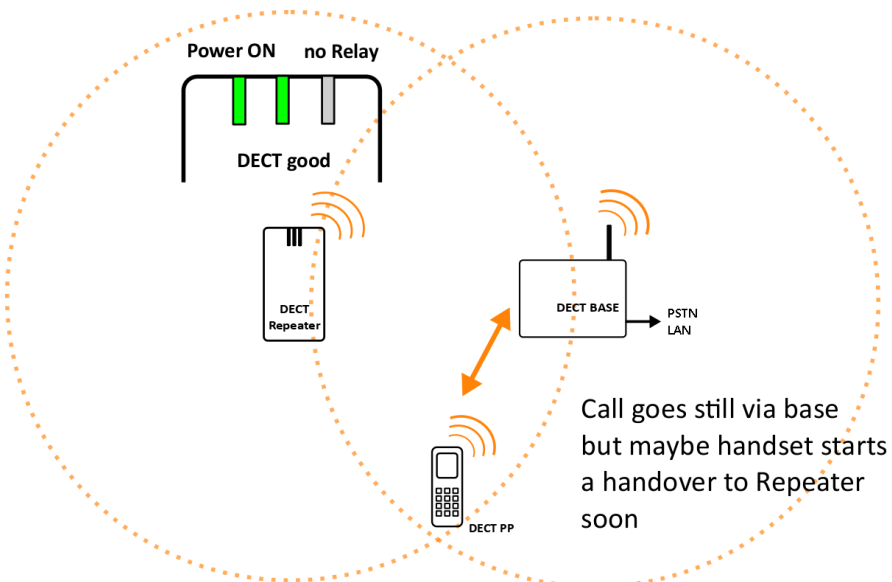 Power ON no Relay
DECT good
DECT
Repeater
DECT BASE
PSTN
LAN
Call goes still via base
but maybe handset starts
a handover to Repeater
soon
DECT PP